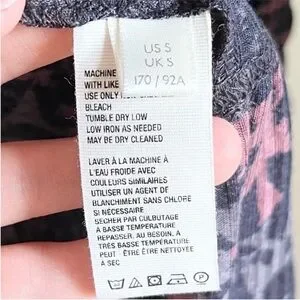 US S
UK S
170 / 92A
MACHINE
WITH LIKE
USE ONLY
BLEACH
TUMBLE DRY LOW
LOW IRON AS NEEDED
MAY BE DRY CLEANED
LAVER À LA MACHINE À
L'EAU FROIDE AVEC
COULEURS SIMILAIRES
UTILISER UN AGENT DE
BLANCHIMENT SANS CHLORE
SI NÉCESSAIRE
SÉCHER PAR CULBUTAGE
À BASSE TEMPÉRATURE
REPASSER, AU BESOIN, À
TRÈS BASSE TEMPÉRATURE
PEUT - ÊTRE ÊTRE NETTOYÉ
A SEC